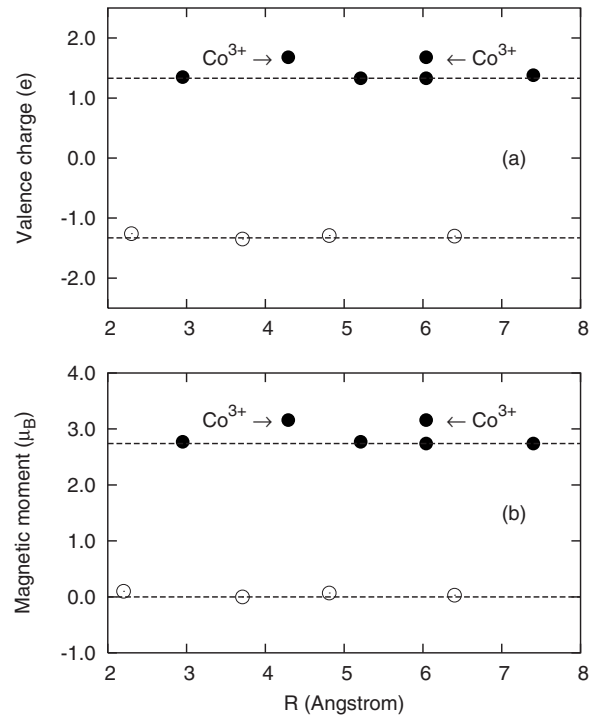 2.0
Co³⁺ →
← Co³⁺
1.0
Valence charge (e)
0.0
(a)
-1.0
-2.0
2 3 4 5 6 7 8
4.0
Co³⁺ →
← Co³⁺
3.0
Magnetic moment (μ_B)
2.0
(b)
1.0
0.0
-1.0
2 3 4 5 6 7 8
R (Angstrom)